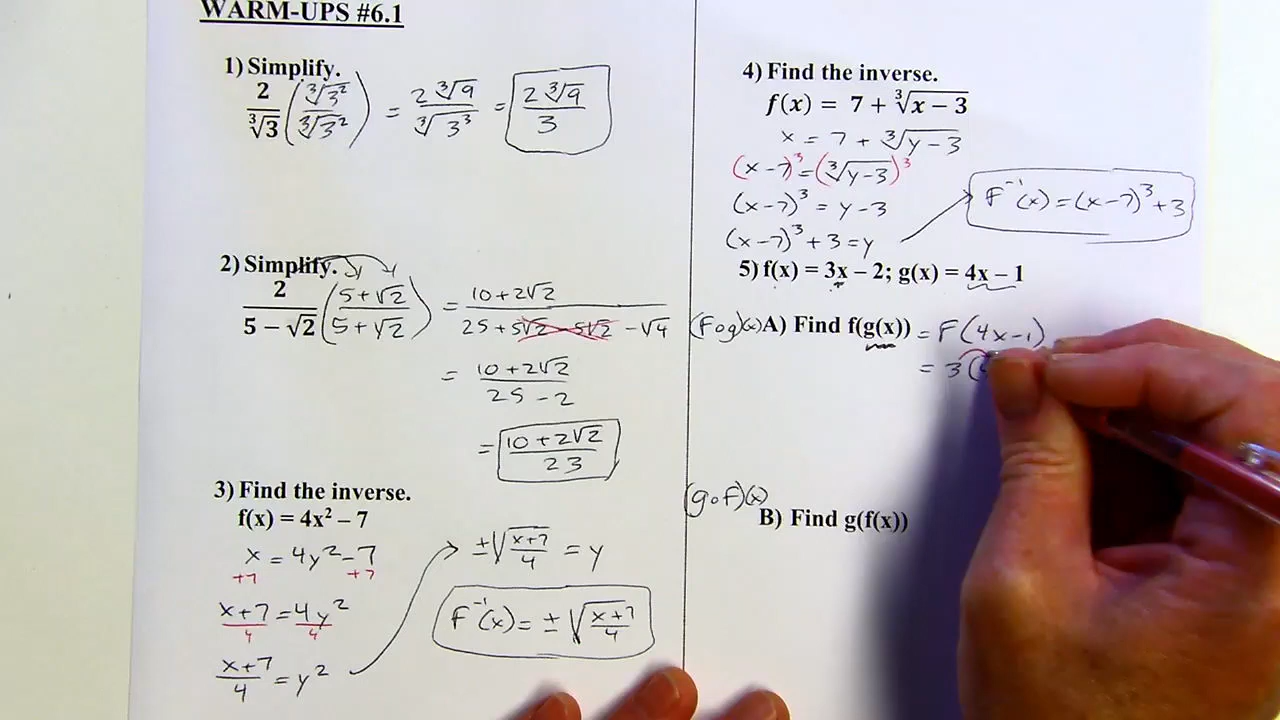 WARM-UPS #6.1
1) Simplify.
2/∛3 (∛3²/∛3²) = 2∛9/∛3³ = 2∛9/3
2) Simplify.
2/(5 − √2) ((5+√2)/(5+√2)) = (10+2√2)/(25+5√2−5√2−√4)
= (10+2√2)/(25−2)
= (10+2√2)/23
3) Find the inverse.
f(x) = 4x² – 7
x = 4y² − 7
+7 +7
(x+7)/4 = 4y²/4
(x+7)/4 = y²
±√((x+7)/4) = y
F⁻¹(x) = ±√((x+7)/4)
4) Find the inverse.
f(x) = 7 + ∛(x − 3)
x = 7 + ∛(y−3)
(x−7)³ = (∛(y−3))³
(x−7)³ = y−3
(x−7)³+3 = y
F⁻¹(x) = (x−7)³+3
5) f(x) = 3x – 2; g(x) = 4x – 1
(F∘g)(x) A) Find f(g(x)) = F(4x−1)
= 3(
(g∘F)(x)
B) Find g(f(x))